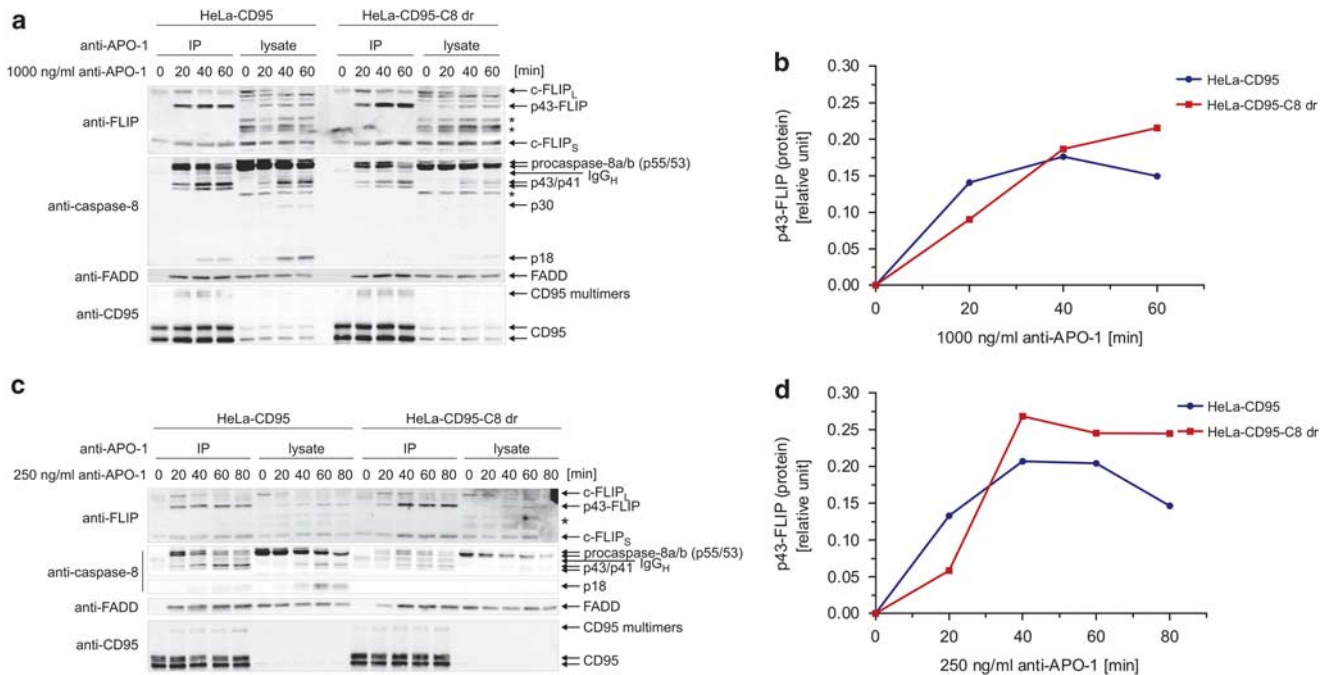 a
HeLa-CD95 HeLa-CD95-C8 dr
anti-APO-1 IP lysate IP lysate
1000 ng/ml anti-APO-1 0 20 40 60 0 20 40 60 0 20 40 60 0 20 40 60 [min]
anti-FLIP
c-FLIPL
p43-FLIP
*
*
c-FLIPS
anti-caspase-8
procaspase-8a/b (p55/53)
IgGH
p43/p41
*
p30
p18
anti-FADD FADD
anti-CD95
CD95 multimers
CD95
b
0.30
0.25
0.20
0.15
0.10
0.05
0.00
p43-FLIP (protein)
[relative unit]
0 20 40 60
1000 ng/ml anti-APO-1 [min]
HeLa-CD95
HeLa-CD95-C8 dr
c
HeLa-CD95 HeLa-CD95-C8 dr
anti-APO-1 IP lysate IP lysate
250 ng/ml anti-APO-1 0 20 40 60 80 0 20 40 60 80 0 20 40 60 80 0 20 40 60 80 [min]
anti-FLIP
c-FLIPL
p43-FLIP
*
c-FLIPS
anti-caspase-8
procaspase-8a/b (p55/53)
IgGH
p43/p41
p18
anti-FADD FADD
anti-CD95
CD95 multimers
CD95
d
0.30
0.25
0.20
0.15
0.10
0.05
0.00
p43-FLIP (protein)
[relative unit]
0 20 40 60 80
250 ng/ml anti-APO-1 [min]
HeLa-CD95
HeLa-CD95-C8 dr